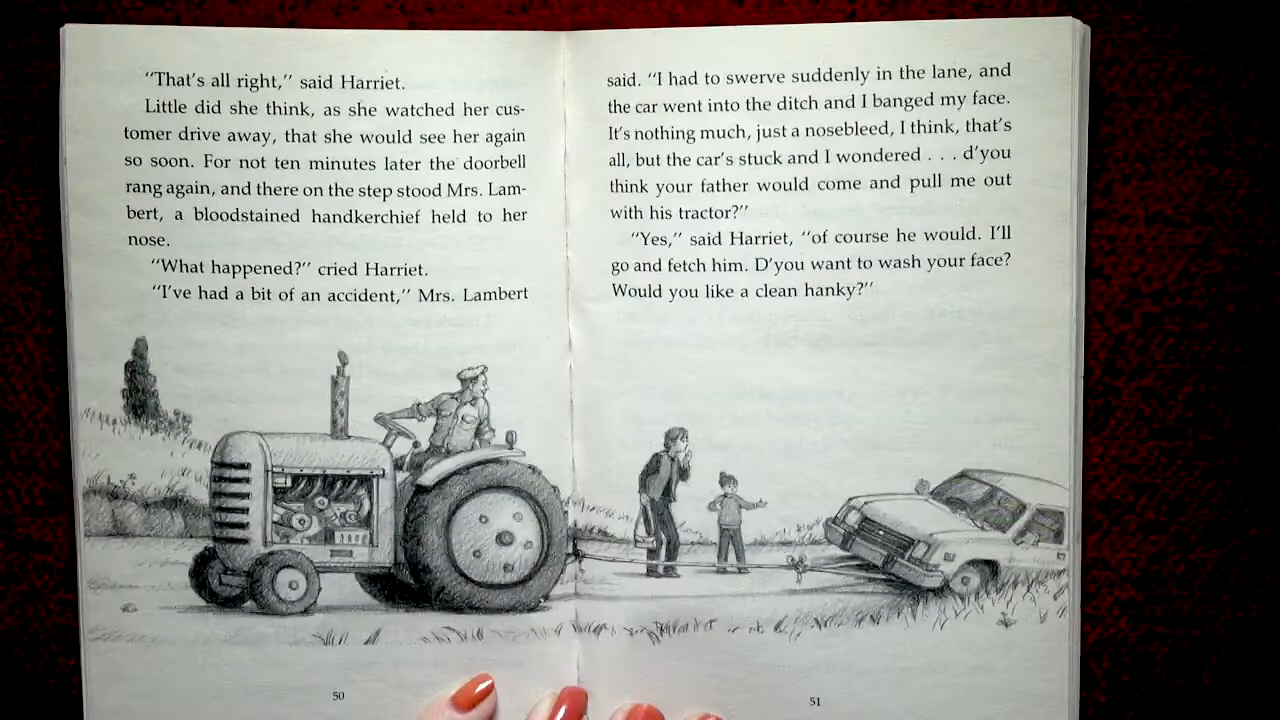 "That's all right," said Harriet.
Little did she think, as she watched her cus-
tomer drive away, that she would see her again
so soon. For not ten minutes later the doorbell
rang again, and there on the step stood Mrs. Lam-
bert, a bloodstained handkerchief held to her
nose.
"What happened?" cried Harriet.
"I've had a bit of an accident," Mrs. Lambert
50
said. "I had to swerve suddenly in the lane, and
the car went into the ditch and I banged my face.
It's nothing much, just a nosebleed, I think, that's
all, but the car's stuck and I wondered . . . d'you
think your father would come and pull me out
with his tractor?"
"Yes," said Harriet, "of course he would. I'll
go and fetch him. D'you want to wash your face?
Would you like a clean hanky?"
51